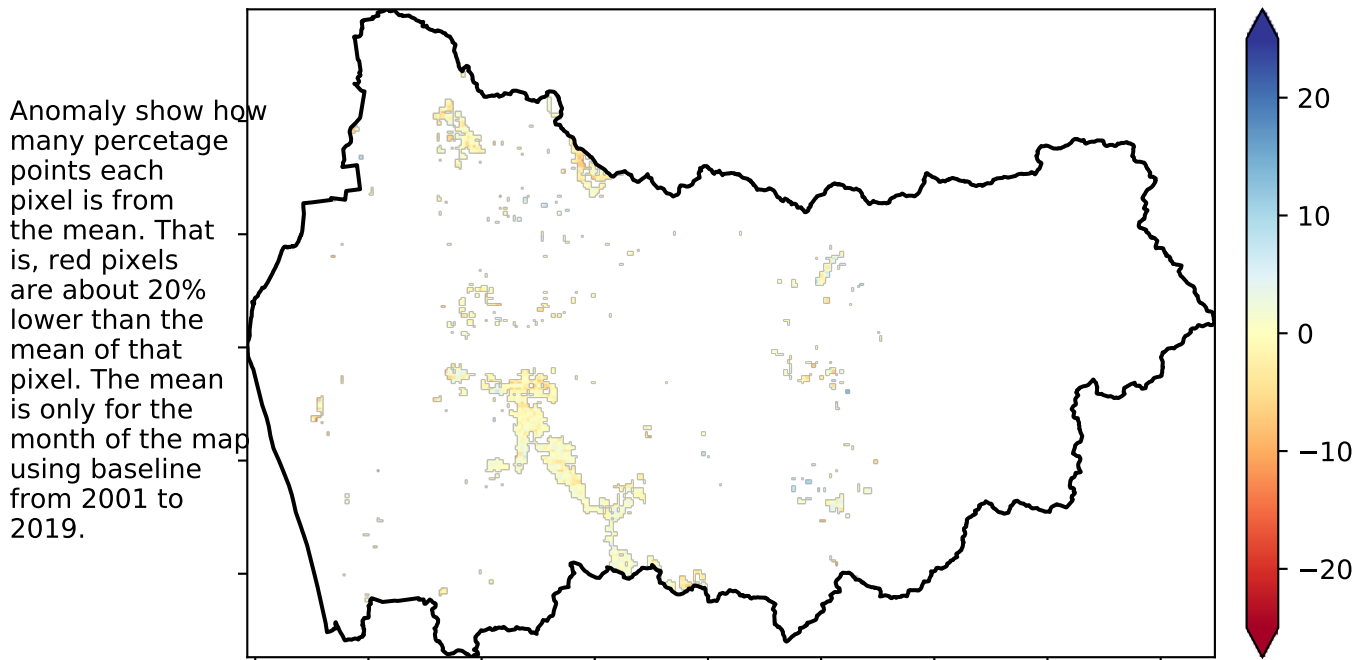 Anomaly show how
many percetage
points each
pixel is from
the mean. That
is, red pixels
are about 20%
lower than the
mean of that
pixel. The mean
is only for the
month of the map
using baseline
from 2001 to
2019.
20
10
0
−10
−20